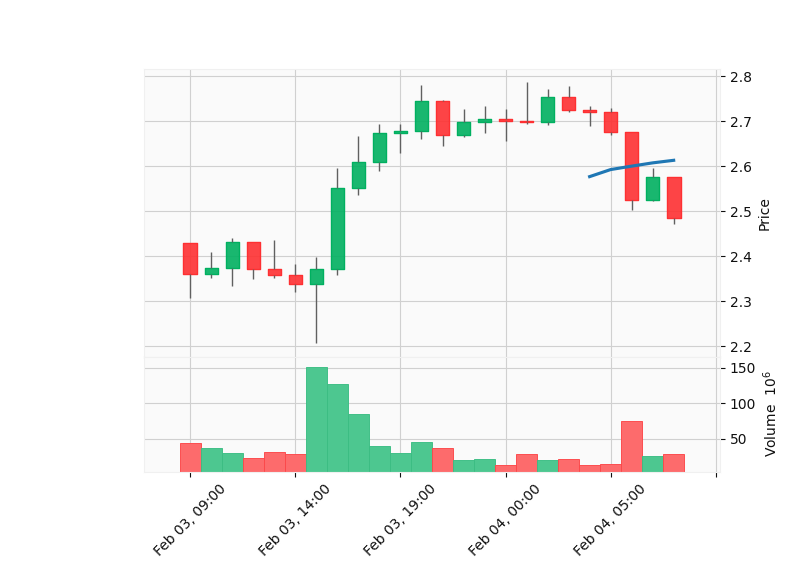 2.8
2.7
2.6
2.5
2.4
2.3
2.2
Price
150
100
50
Volume 10⁶
Feb 03, 09:00
Feb 03, 14:00
Feb 03, 19:00
Feb 04, 00:00
Feb 04, 05:00